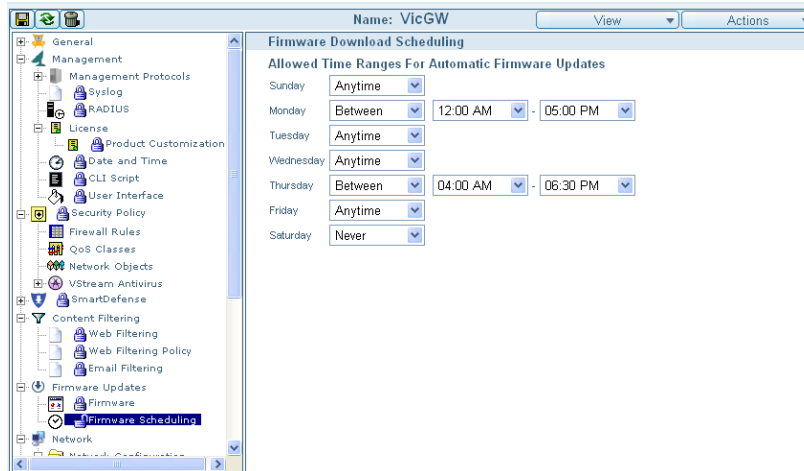 Name: VicGW View Actions
General
Management
Management Protocols
Syslog
RADIUS
License
Product Customization
Date and Time
CLI Script
User Interface
Security Policy
Firewall Rules
QoS Classes
Network Objects
VStream Antivirus
SmartDefense
Content Filtering
Web Filtering
Web Filtering Policy
Email Filtering
Firmware Updates
Firmware
Firmware Scheduling
Network
Network Configuration
Firmware Download Scheduling
Allowed Time Ranges For Automatic Firmware Updates
Sunday Anytime
Monday Between 12:00 AM - 05:00 PM
Tuesday Anytime
Wednesday Anytime
Thursday Between 04:00 AM - 06:30 PM
Friday Anytime
Saturday Never